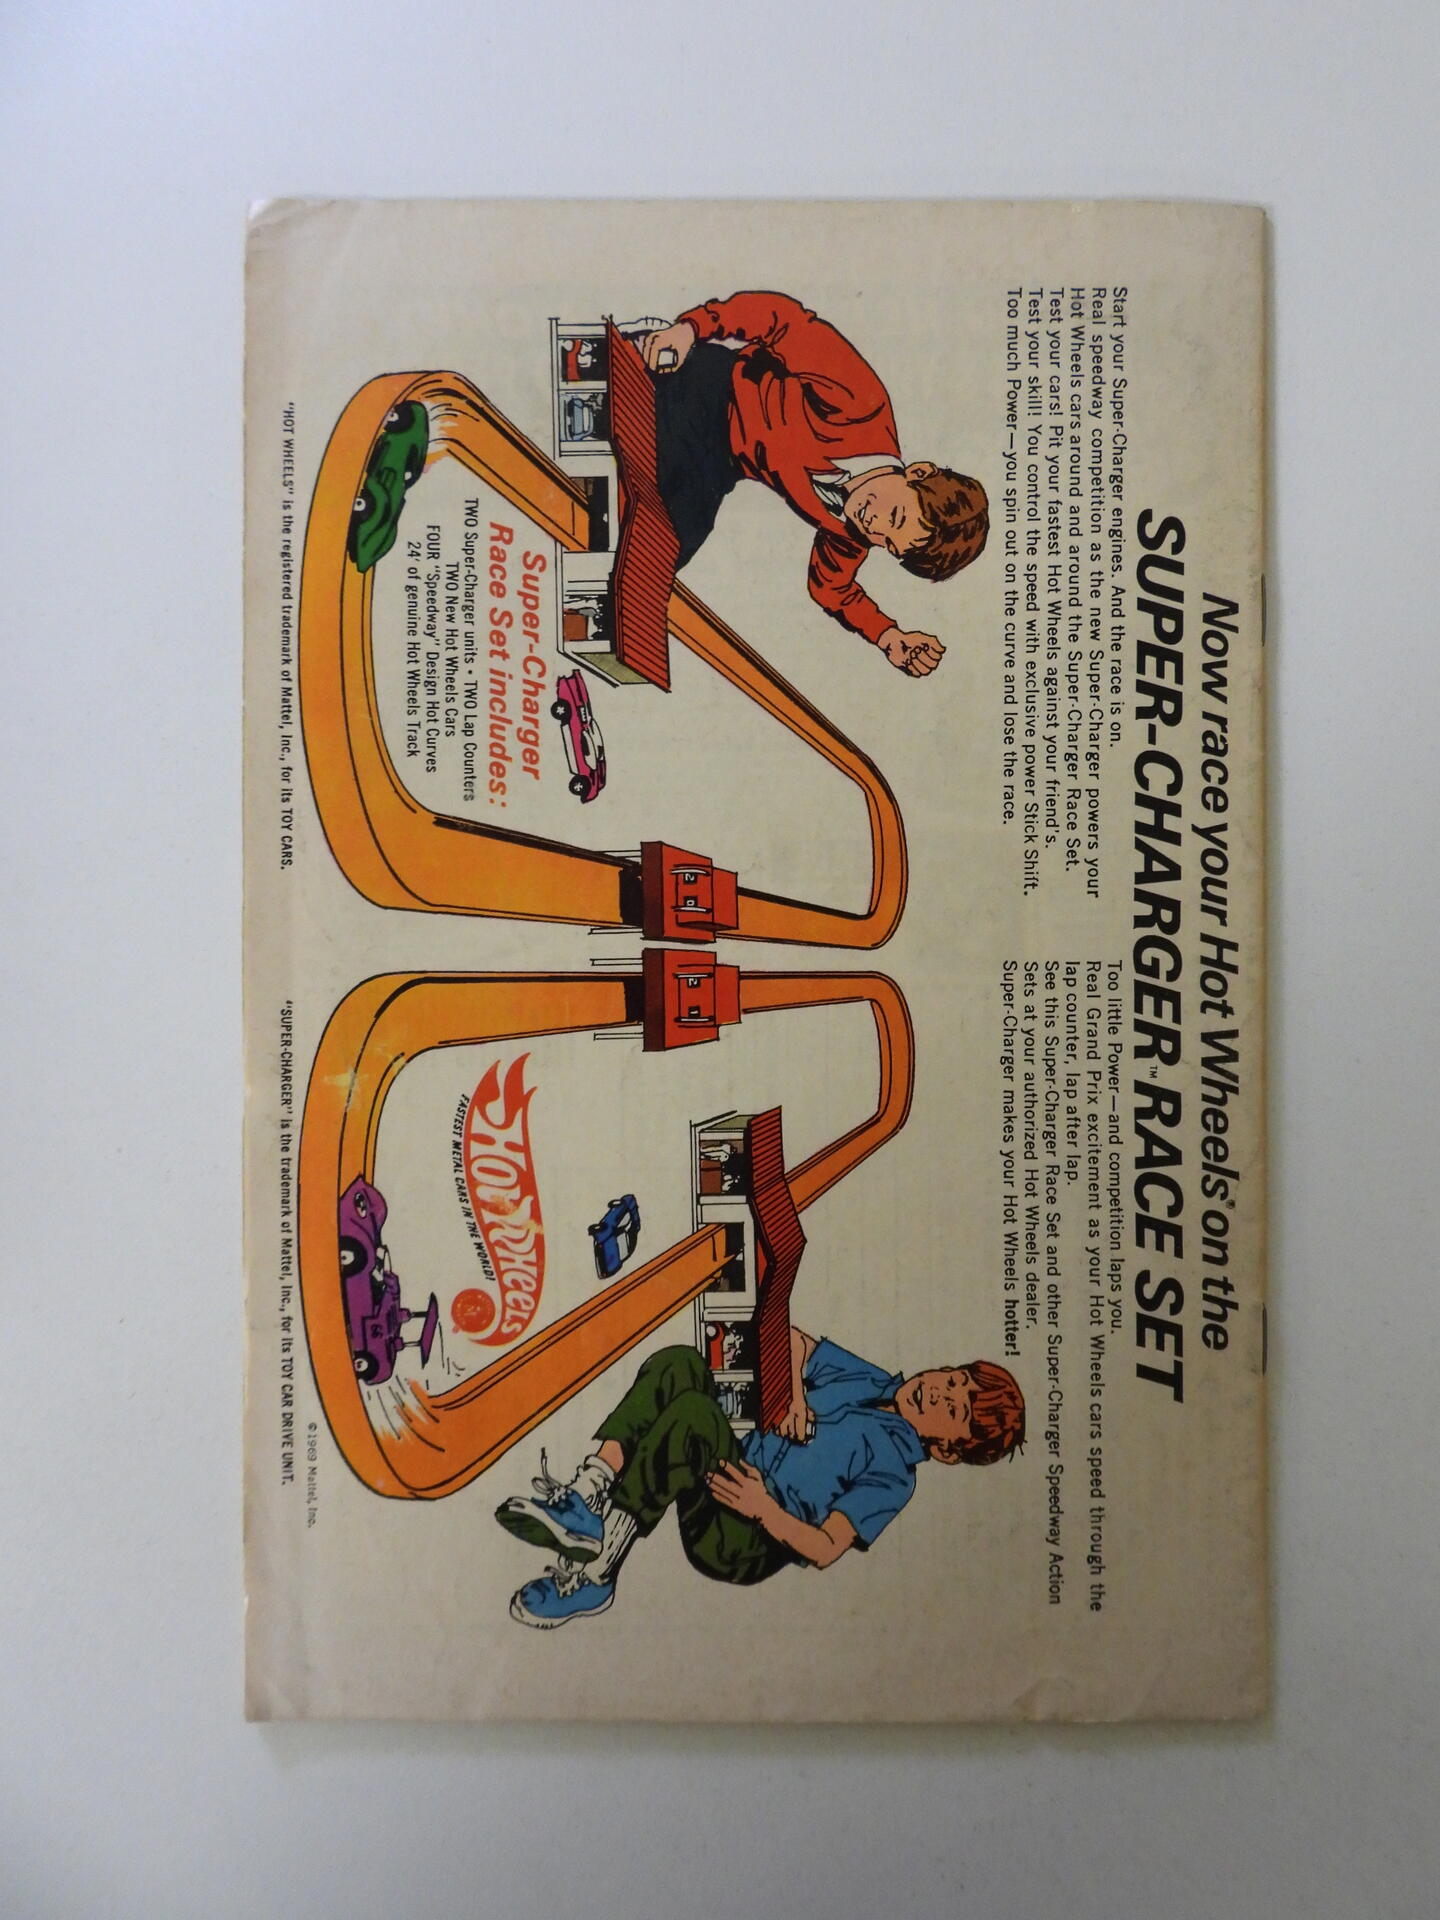 Now race your Hot Wheels® on the
SUPER-CHARGER™ RACE SET
Start your Super-Charger engines. And the race is on.
Real speedway competition as the new Super-Charger powers your
Hot Wheels cars around and around the Super-Charger Race Set.
Test your cars! Pit your fastest Hot Wheels against your friend's.
Test your skill! You control the speed with exclusive power Stick Shift.
Too much Power—you spin out on the curve and lose the race.
Too little Power—and competition laps you.
Real Grand Prix excitement as your Hot Wheels cars speed through the
lap counter, lap after lap.
See this Super-Charger Race Set and other Super-Charger Speedway Action
Sets at your authorized Hot Wheels dealer.
Super-Charger makes your Hot Wheels hotter!
2 0
2 1
Super-Charger
Race Set includes:
TWO Super-Charger units • TWO Lap Counters
TWO New Hot Wheels Cars
FOUR "Speedway" Design Hot Curves
24' of genuine Hot Wheels Track
HOT WHEELS
FASTEST METAL CARS IN THE WORLD!
66
©1969 Mattel, Inc.
"HOT WHEELS" is the registered trademark of Mattel, Inc., for its TOY CARS.
"SUPER-CHARGER" is the trademark of Mattel, Inc., for its TOY CAR DRIVE UNIT.